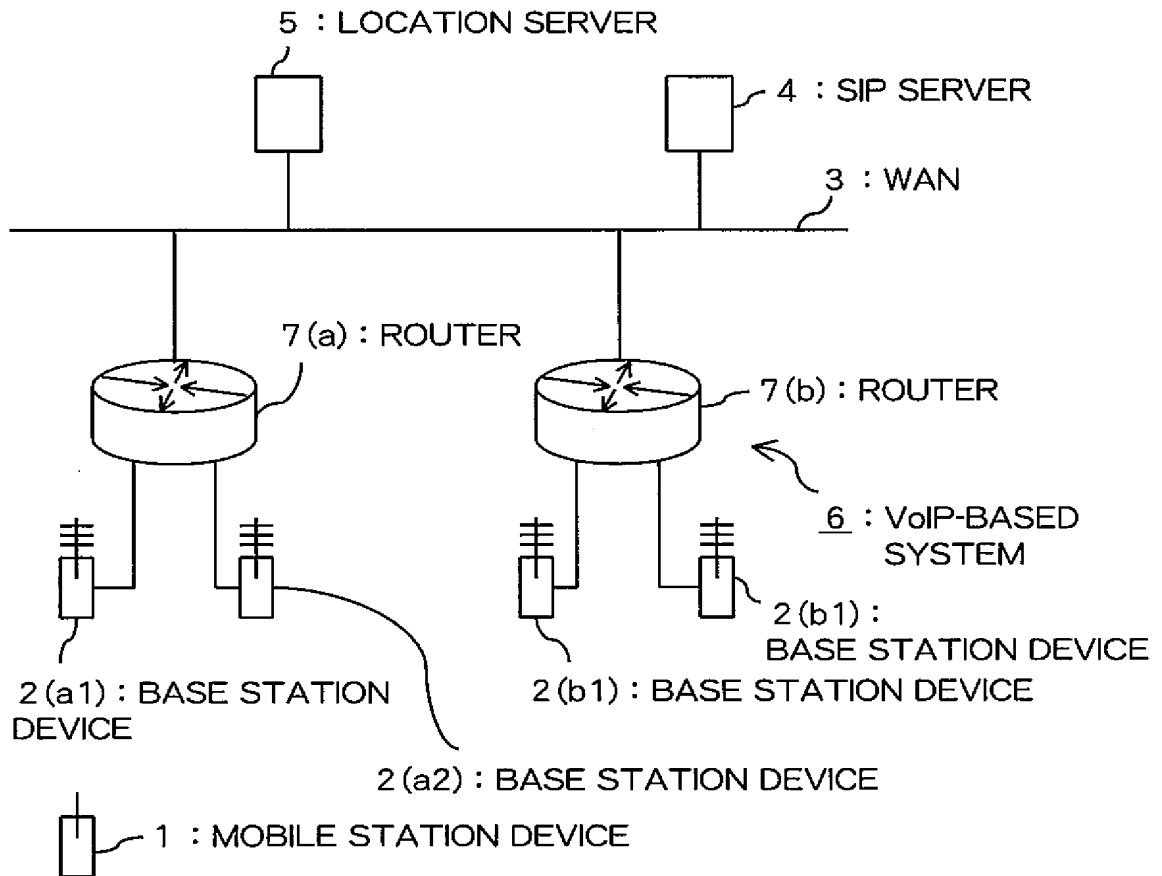 5 : LOCATION SERVER
4 : SIP SERVER
3 : WAN
7(a) : ROUTER
7(b) : ROUTER
6 : VoIP-BASED
SYSTEM
2(b1) :
BASE STATION DEVICE
2(a1) : BASE STATION
DEVICE
2(b1) : BASE STATION DEVICE
2(a2) : BASE STATION DEVICE
1 : MOBILE STATION DEVICE